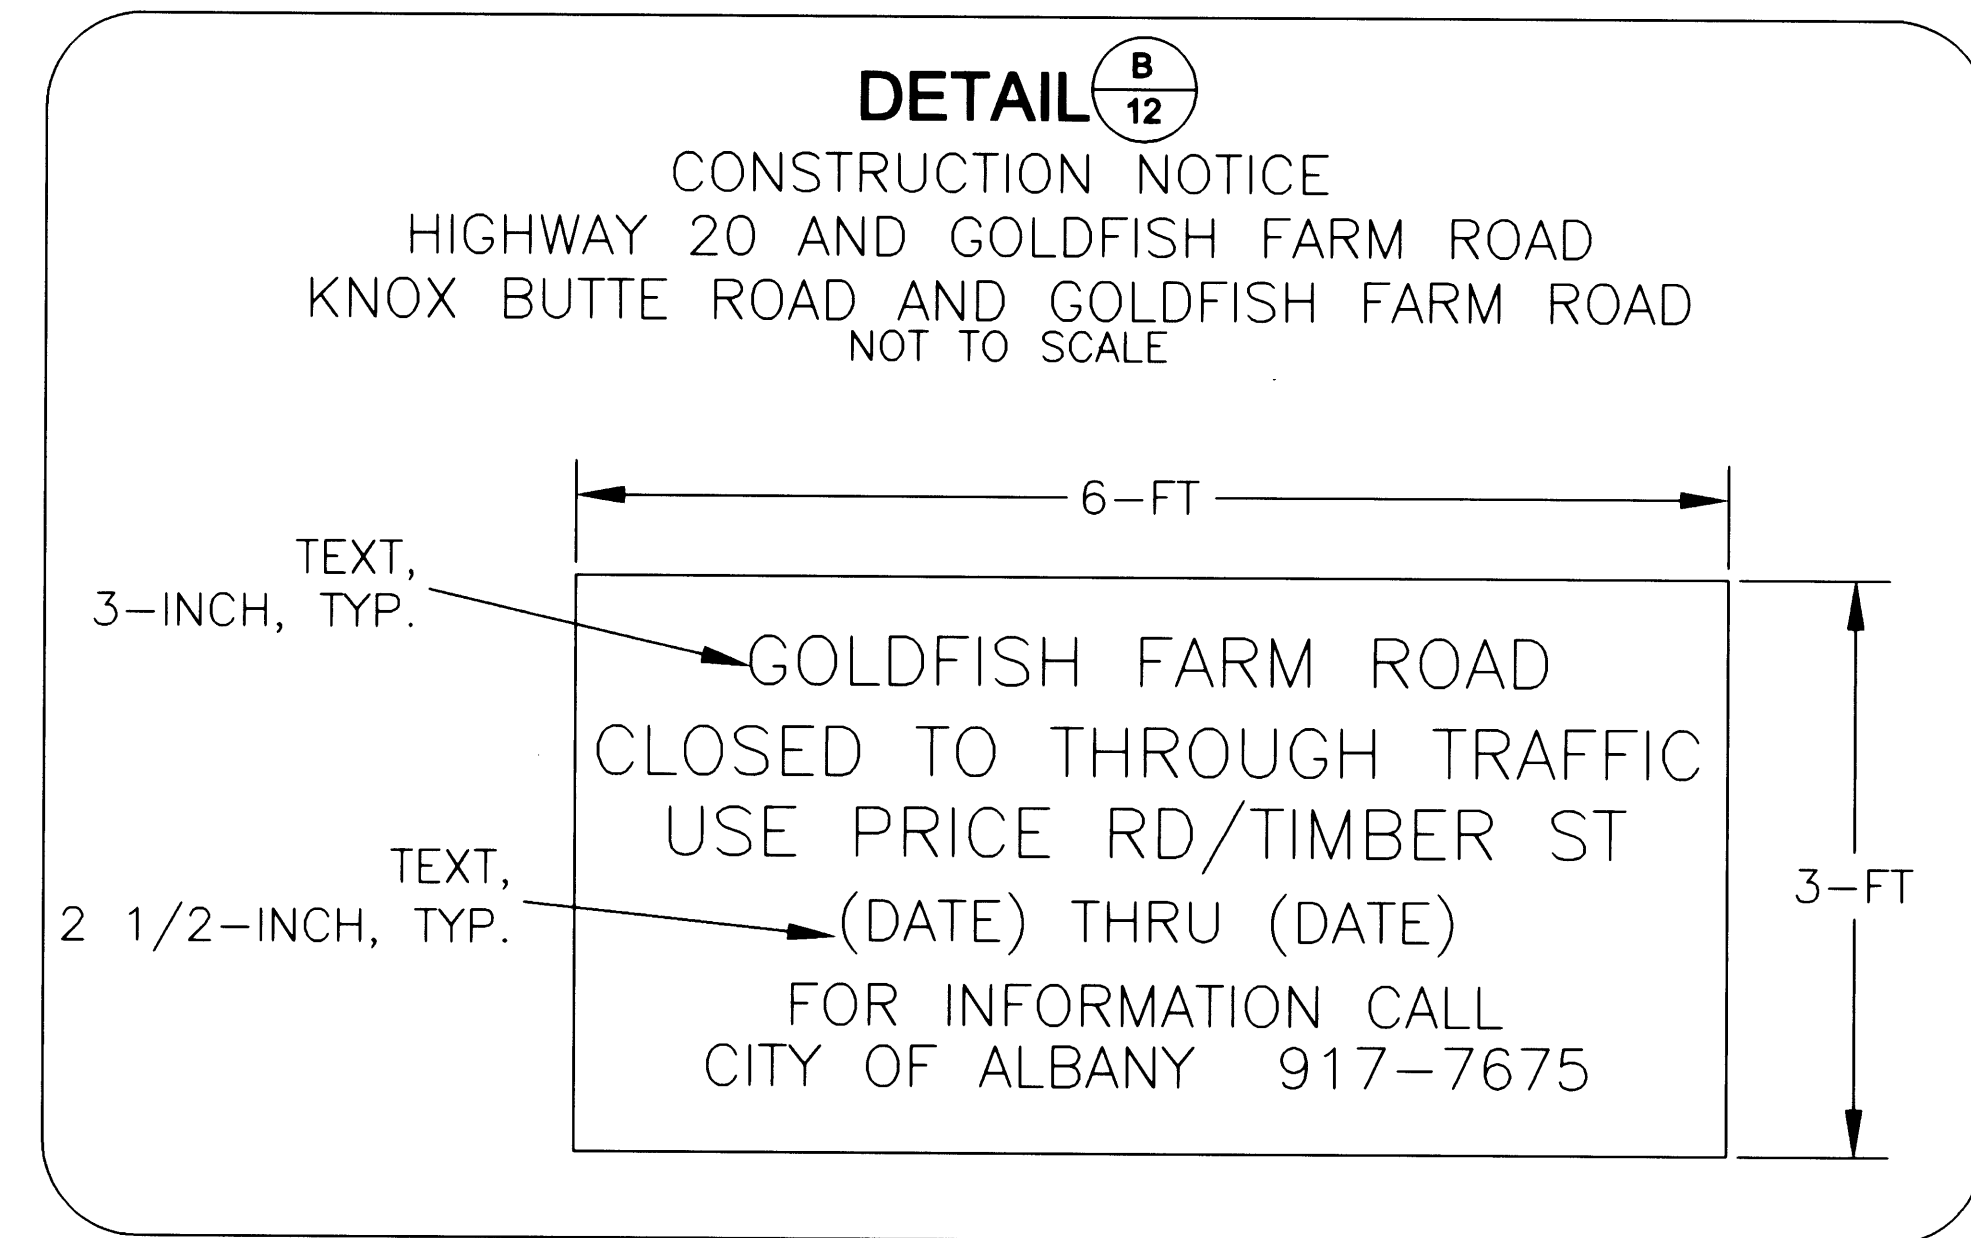 DETAIL B
12
CONSTRUCTION NOTICE
HIGHWAY 20 AND GOLDFISH FARM ROAD
KNOX BUTTE ROAD AND GOLDFISH FARM ROAD
NOT TO SCALE
6-FT
TEXT,
3-INCH, TYP.
GOLDFISH FARM ROAD
CLOSED TO THROUGH TRAFFIC
USE PRICE RD/TIMBER ST
TEXT,
2 1/2-INCH, TYP.
(DATE) THRU (DATE)
3-FT
FOR INFORMATION CALL
CITY OF ALBANY 917-7675